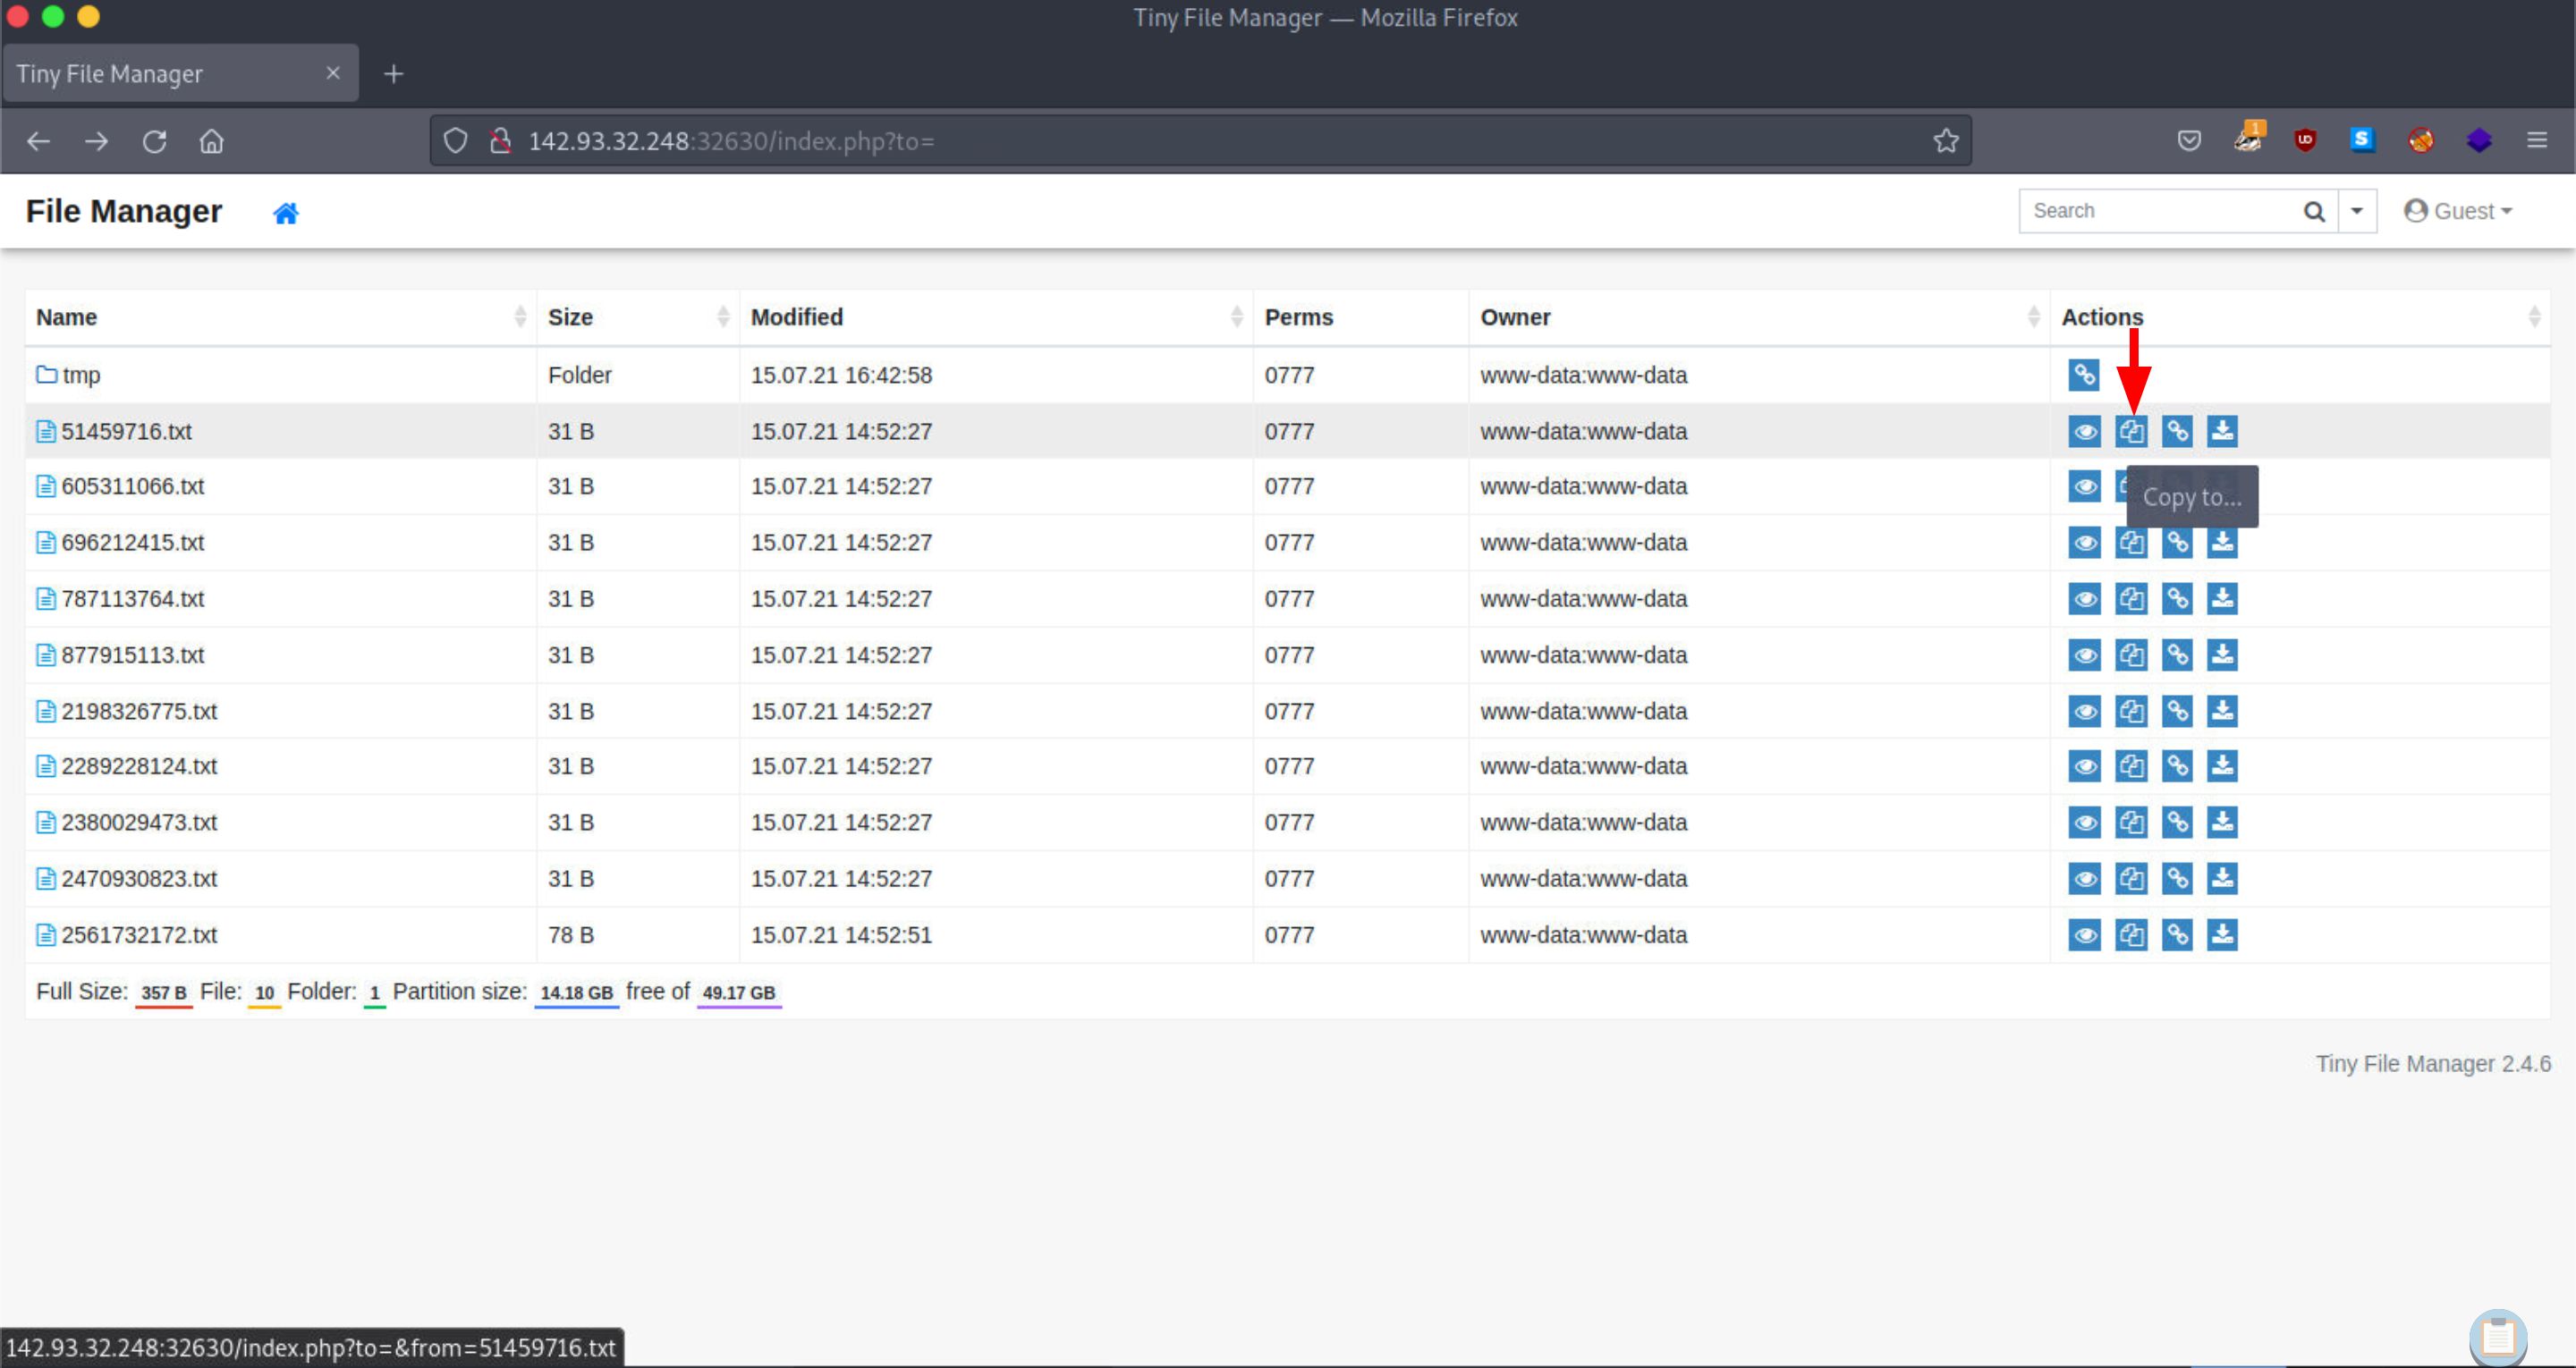 Tiny File Manager — Mozilla Firefox
Tiny File Manager
142.93.32.248:32630/index.php?to=
1
S
File Manager Search Guest
Name Size Modified Perms Owner Actions
tmp Folder 15.07.21 16:42:58 0777 www-data:www-data
51459716.txt 31 B 15.07.21 14:52:27 0777 www-data:www-data
605311066.txt 31 B 15.07.21 14:52:27 0777 www-data:www-data
Copy to...
696212415.txt 31 B 15.07.21 14:52:27 0777 www-data:www-data
787113764.txt 31 B 15.07.21 14:52:27 0777 www-data:www-data
877915113.txt 31 B 15.07.21 14:52:27 0777 www-data:www-data
2198326775.txt 31 B 15.07.21 14:52:27 0777 www-data:www-data
2289228124.txt 31 B 15.07.21 14:52:27 0777 www-data:www-data
2380029473.txt 31 B 15.07.21 14:52:27 0777 www-data:www-data
2470930823.txt 31 B 15.07.21 14:52:27 0777 www-data:www-data
2561732172.txt 78 B 15.07.21 14:52:51 0777 www-data:www-data
Full Size: 357 B File: 10 Folder: 1 Partition size: 14.18 GB free of 49.17 GB
Tiny File Manager 2.4.6
142.93.32.248:32630/index.php?to=&from=51459716.txt